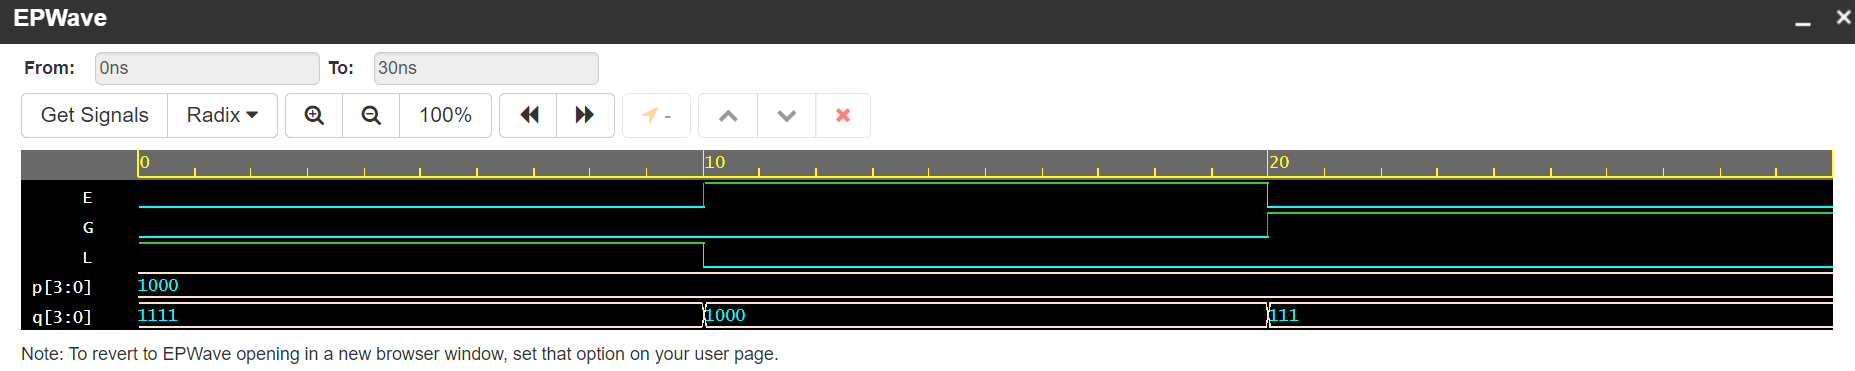 EPWave
From: 0ns To: 30ns
Get Signals Radix 100% -
0 10 20
E
G
L
p[3:0] 1000
q[3:0] 1111 1000 111
Note: To revert to EPWave opening in a new browser window, set that option on your user page.